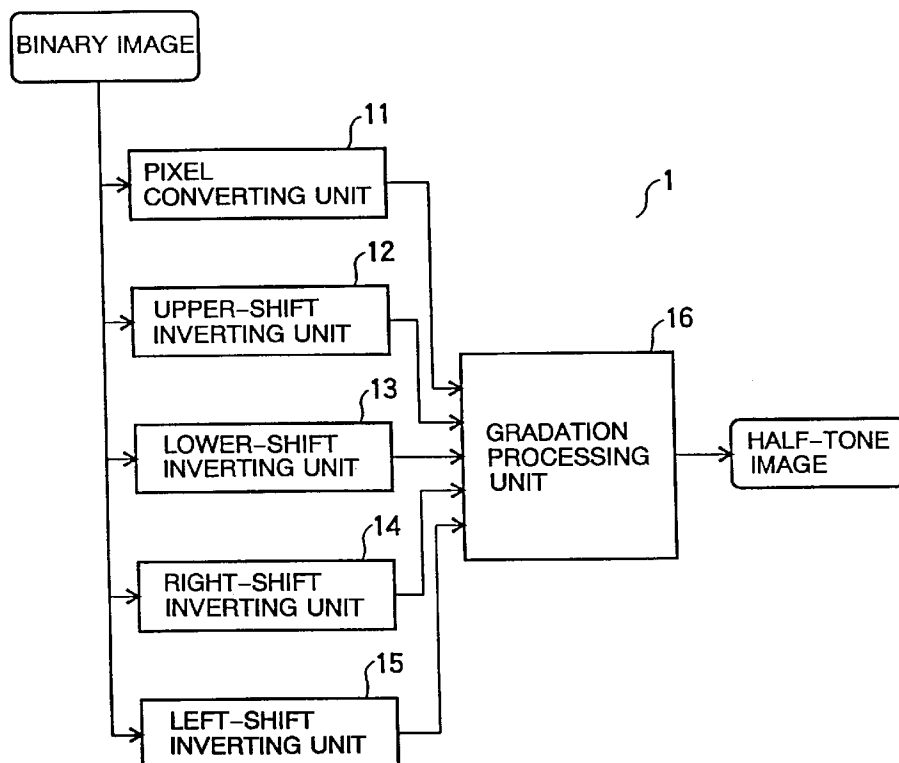 BINARY IMAGE
11
PIXEL
CONVERTING UNIT
1
12
UPPER-SHIFT
INVERTING UNIT
16
13
LOWER-SHIFT
INVERTING UNIT
GRADATION
PROCESSING
UNIT
HALF-TONE
IMAGE
14
RIGHT-SHIFT
INVERTING UNIT
15
LEFT-SHIFT
INVERTING UNIT